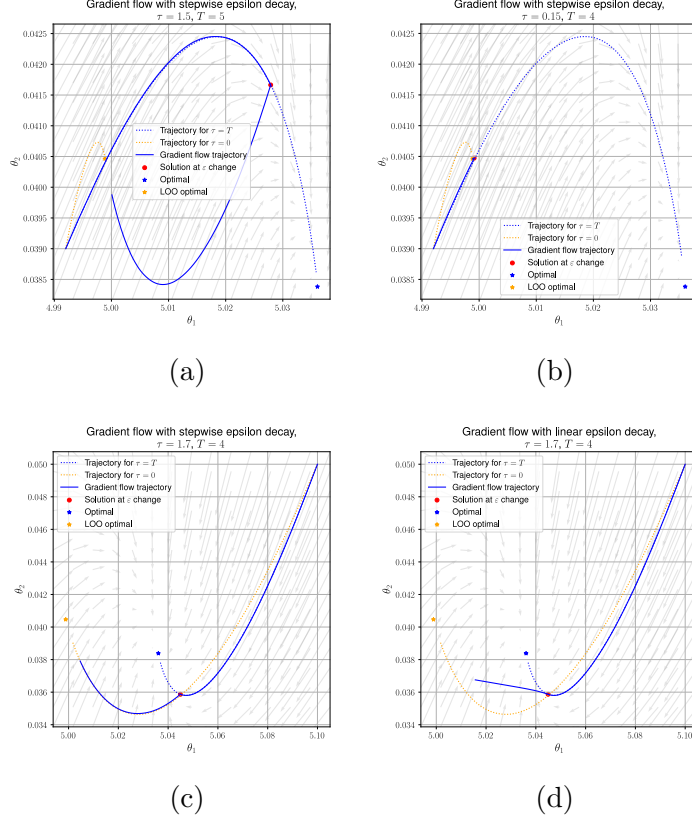 Gradient flow with stepwise epsilon decay,
τ = 1.5, T = 5
0.0425
0.0420
0.0415
0.0410
0.0405
0.0400
0.0395
0.0390
0.0385
θ₂
Trajectory for τ = T
Trajectory for τ = 0
Gradient flow trajectory
Solution at ε change
Optimal
LOO optimal
4.99 5.00 5.01 5.02 5.03
θ₁
(a)
Gradient flow with stepwise epsilon decay,
τ = 0.15, T = 4
0.0425
0.0420
0.0415
0.0410
0.0405
0.0400
0.0395
0.0390
0.0385
θ₂
Trajectory for τ = T
Trajectory for τ = 0
Gradient flow trajectory
Solution at ε change
Optimal
LOO optimal
4.99 5.00 5.01 5.02 5.03
θ₁
(b)
Gradient flow with stepwise epsilon decay,
τ = 1.7, T = 4
0.050
0.048
0.046
0.044
0.042
0.040
0.038
0.036
0.034
θ₂
Trajectory for τ = T
Trajectory for τ = 0
Gradient flow trajectory
Solution at ε change
Optimal
LOO optimal
5.00 5.02 5.04 5.06 5.08 5.10
θ₁
(c)
Gradient flow with linear epsilon decay,
τ = 1.7, T = 4
0.050
0.048
0.046
0.044
0.042
0.040
0.038
0.036
0.034
θ₂
Trajectory for τ = T
Trajectory for τ = 0
Gradient flow trajectory
Solution at ε change
Optimal
LOO optimal
5.00 5.02 5.04 5.06 5.08 5.10
θ₁
(d)